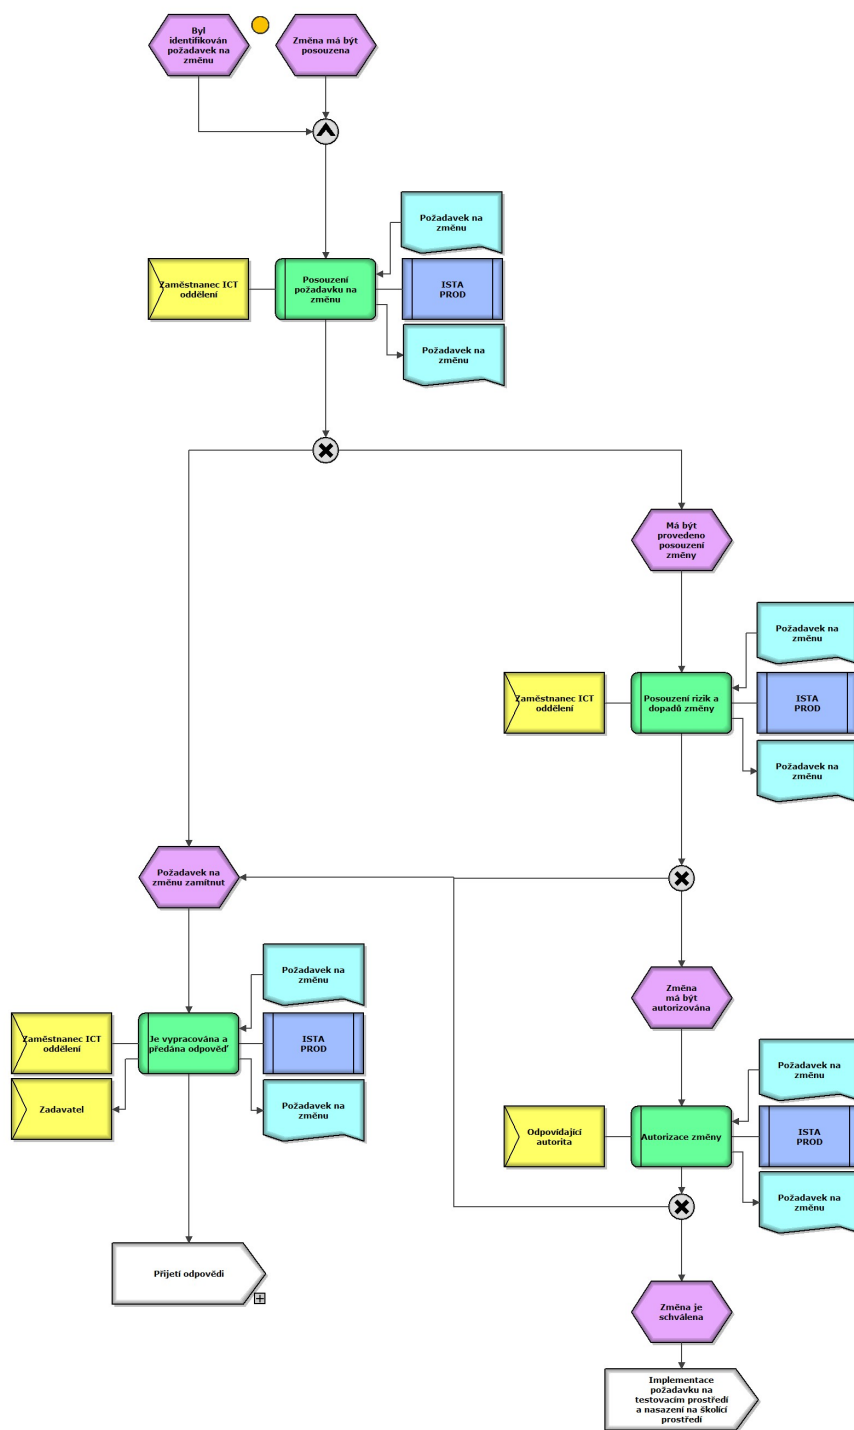 Byl
identifikován
požadavek na
změnu
Změna má být
posouzena
Požadavek na
změnu
Zaměstnanec ICT
oddělení
Posouzení
požadavku na
změnu
ISTA
PROD
Požadavek na
změnu
Má být
provedeno
posouzení
změny
Požadavek na
změnu
Zaměstnanec ICT
oddělení
Posouzení rizik a
dopadů změny
ISTA
PROD
Požadavek na
změnu
Požadavek na
změnu zamítnut
Požadavek na
změnu
Změna
má být
autorizována
Zaměstnanec ICT
oddělení
Je vypracována a
předána odpověď
ISTA
PROD
Zadavatel
Požadavek na
změnu
Požadavek na
změnu
Odpovídající
autorita
Autorizace změny
ISTA
PROD
Požadavek na
změnu
Přijetí odpovědi
Změna je
schválena
Implementace
požadavku na
testovacím prostředí
a nasazení na školící
prostředí